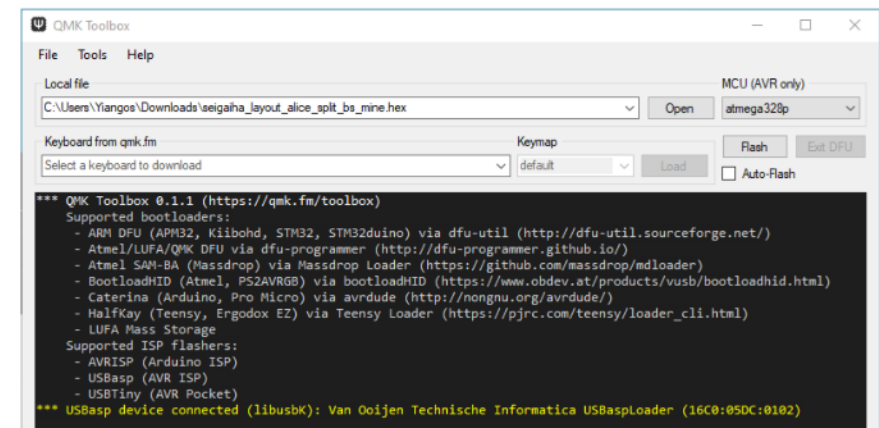 QMK Toolbox
File Tools Help
Local file
MCU (AVR only)
C:\Users\Yiangos\Downloads\seigaiha_layout_alice_split_bs_mine.hex
Open
atmega328p
Keyboard from qmk.fm
Keymap
Flash
Exit DFU
Select a keyboard to download
default
Load
Auto-Flash
*** QMK Toolbox 0.1.1 (https://qmk.fm/toolbox)
Supported bootloaders:
- ARM DFU (APM32, Kiibohd, STM32, STM32duino) via dfu-util (http://dfu-util.sourceforge.net/)
- Atmel/LUFA/QMK DFU via dfu-programmer (http://dfu-programmer.github.io/)
- Atmel SAM-BA (Massdrop) via Massdrop Loader (https://github.com/massdrop/mdloader)
- BootloadHID (Atmel, PS2AVRGB) via bootloadHID (https://www.obdev.at/products/vusb/bootloadhid.html)
- Caterina (Arduino, Pro Micro) via avrdude (http://nongnu.org/avrdude/)
- HalfKay (Teensy, Ergodox EZ) via Teensy Loader (https://pjrc.com/teensy/loader_cli.html)
- LUFA Mass Storage
Supported ISP flashers:
- AVRISP (Arduino ISP)
- USBasp (AVR ISP)
- USBTiny (AVR Pocket)
*** USBasp device connected (libusbK): Van Ooijen Technische Informatica USBaspLoader (16C0:05DC:0102)